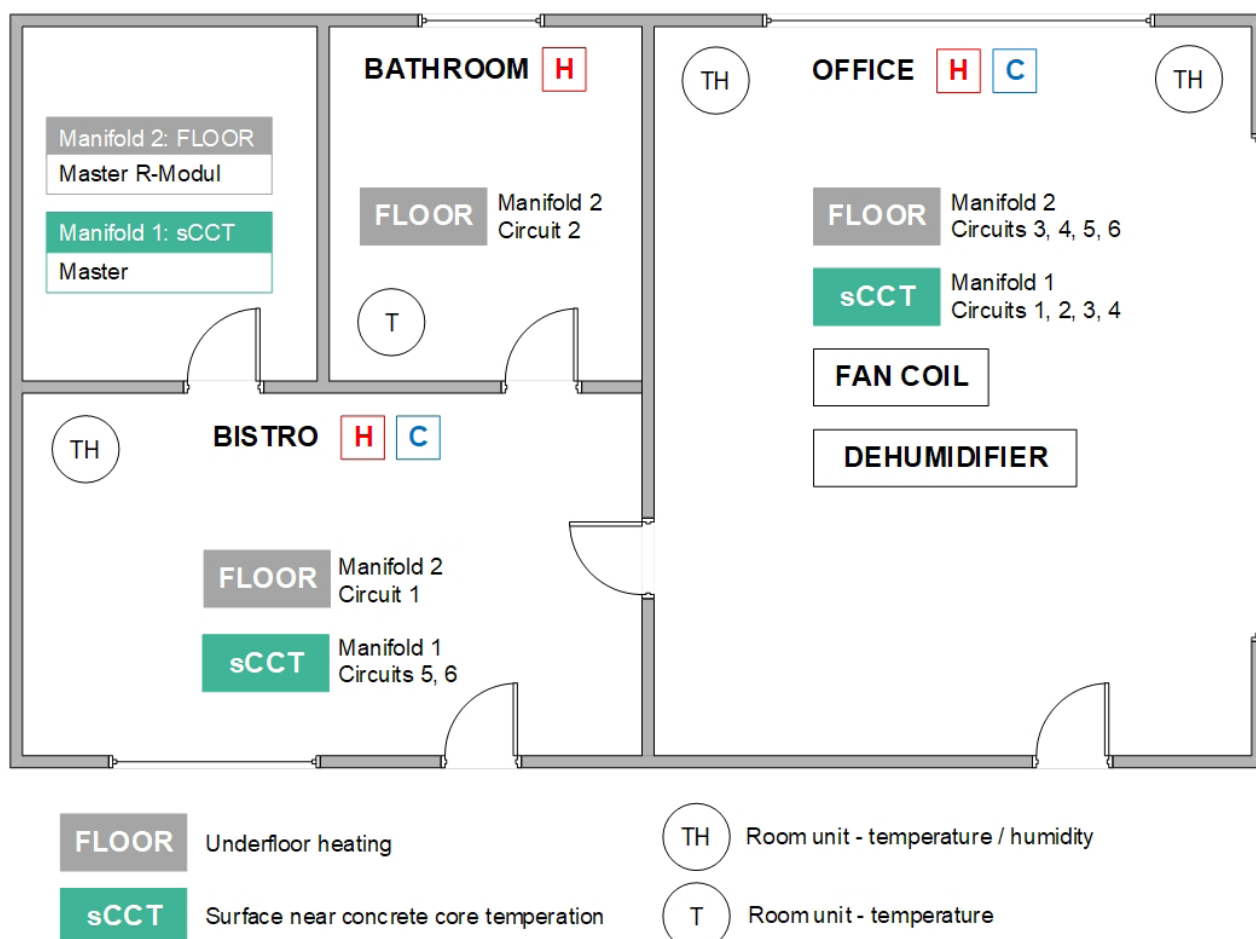 BATHROOM H
OFFICE H C
TH
TH
Manifold 2: FLOOR
Master R-Modul
Manifold 1: sCCT
Master
FLOOR
Manifold 2
Circuit 2
T
FLOOR
Manifold 2
Circuits 3, 4, 5, 6
sCCT
Manifold 1
Circuits 1, 2, 3, 4
FAN COIL
DEHUMIDIFIER
TH
BISTRO H C
FLOOR
Manifold 2
Circuit 1
sCCT
Manifold 1
Circuits 5, 6
FLOOR Underfloor heating
sCCT Surface near concrete core temperation
TH Room unit - temperature / humidity
T Room unit - temperature